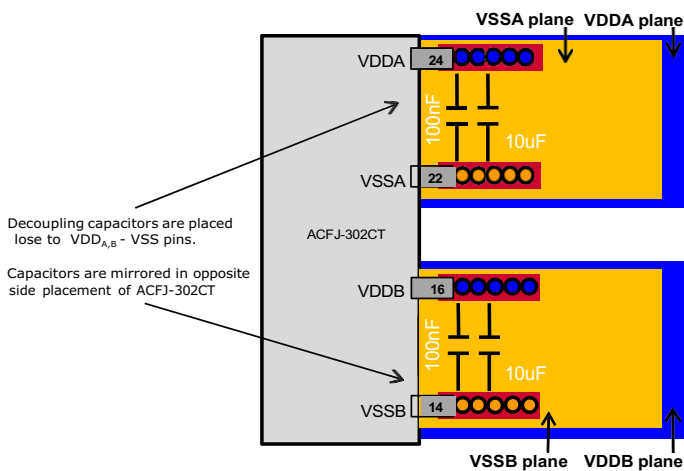 VSSA plane VDDA plane
VDDA 24
100nF
10uF
VSSA 22
Decoupling capacitors are placed
lose to VDDA,B - VSS pins.
ACFJ-302CT
Capacitors are mirrored in opposite
side placement of ACFJ-302CT
VDDB 16
100nF
10uF
VSSB 14
VSSB plane VDDB plane